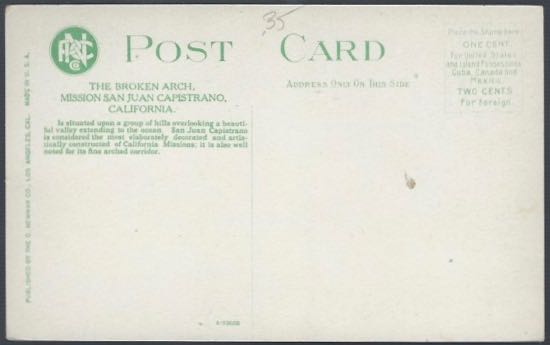 35
POST CARD
ADDRESS ONLY ON THIS SIDE
Place the Stamp here
ONE CENT
For United States
and Island Possessions
Cuba, Canada and
Mexico.
TWO CENTS
For Foreign.
THE BROKEN ARCH,
MISSION SAN JUAN CAPISTRANO,
CALIFORNIA.
Is situated upon a group of hills overlooking a beauti-
ful valley extending to the ocean. San Juan Capistrano
is considered the most elaborately decorated and artis-
tically constructed of California Missions; it is also well
noted for its fine arched corridor.
PUBLISHED BY THE O. NEWMAN CO., LOS ANGELES, CAL. MADE IN U. S. A.